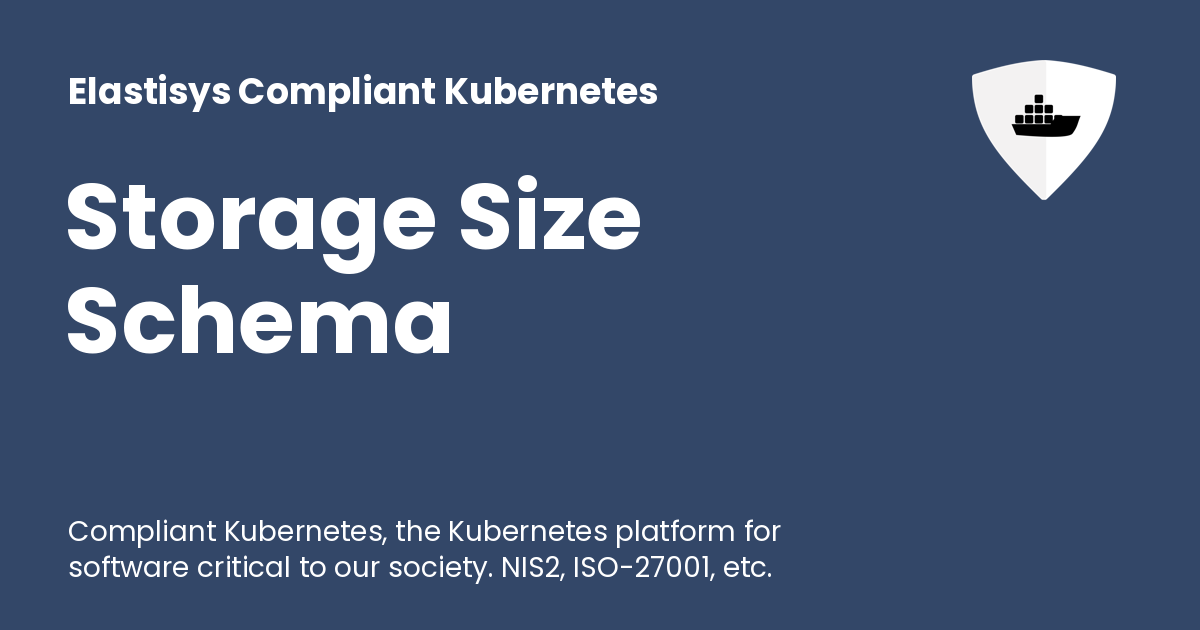 Elastisys Compliant Kubernetes
Storage Size
Schema
Compliant Kubernetes, the Kubernetes platform for
software critical to our society. NIS2, ISO-27001, etc.